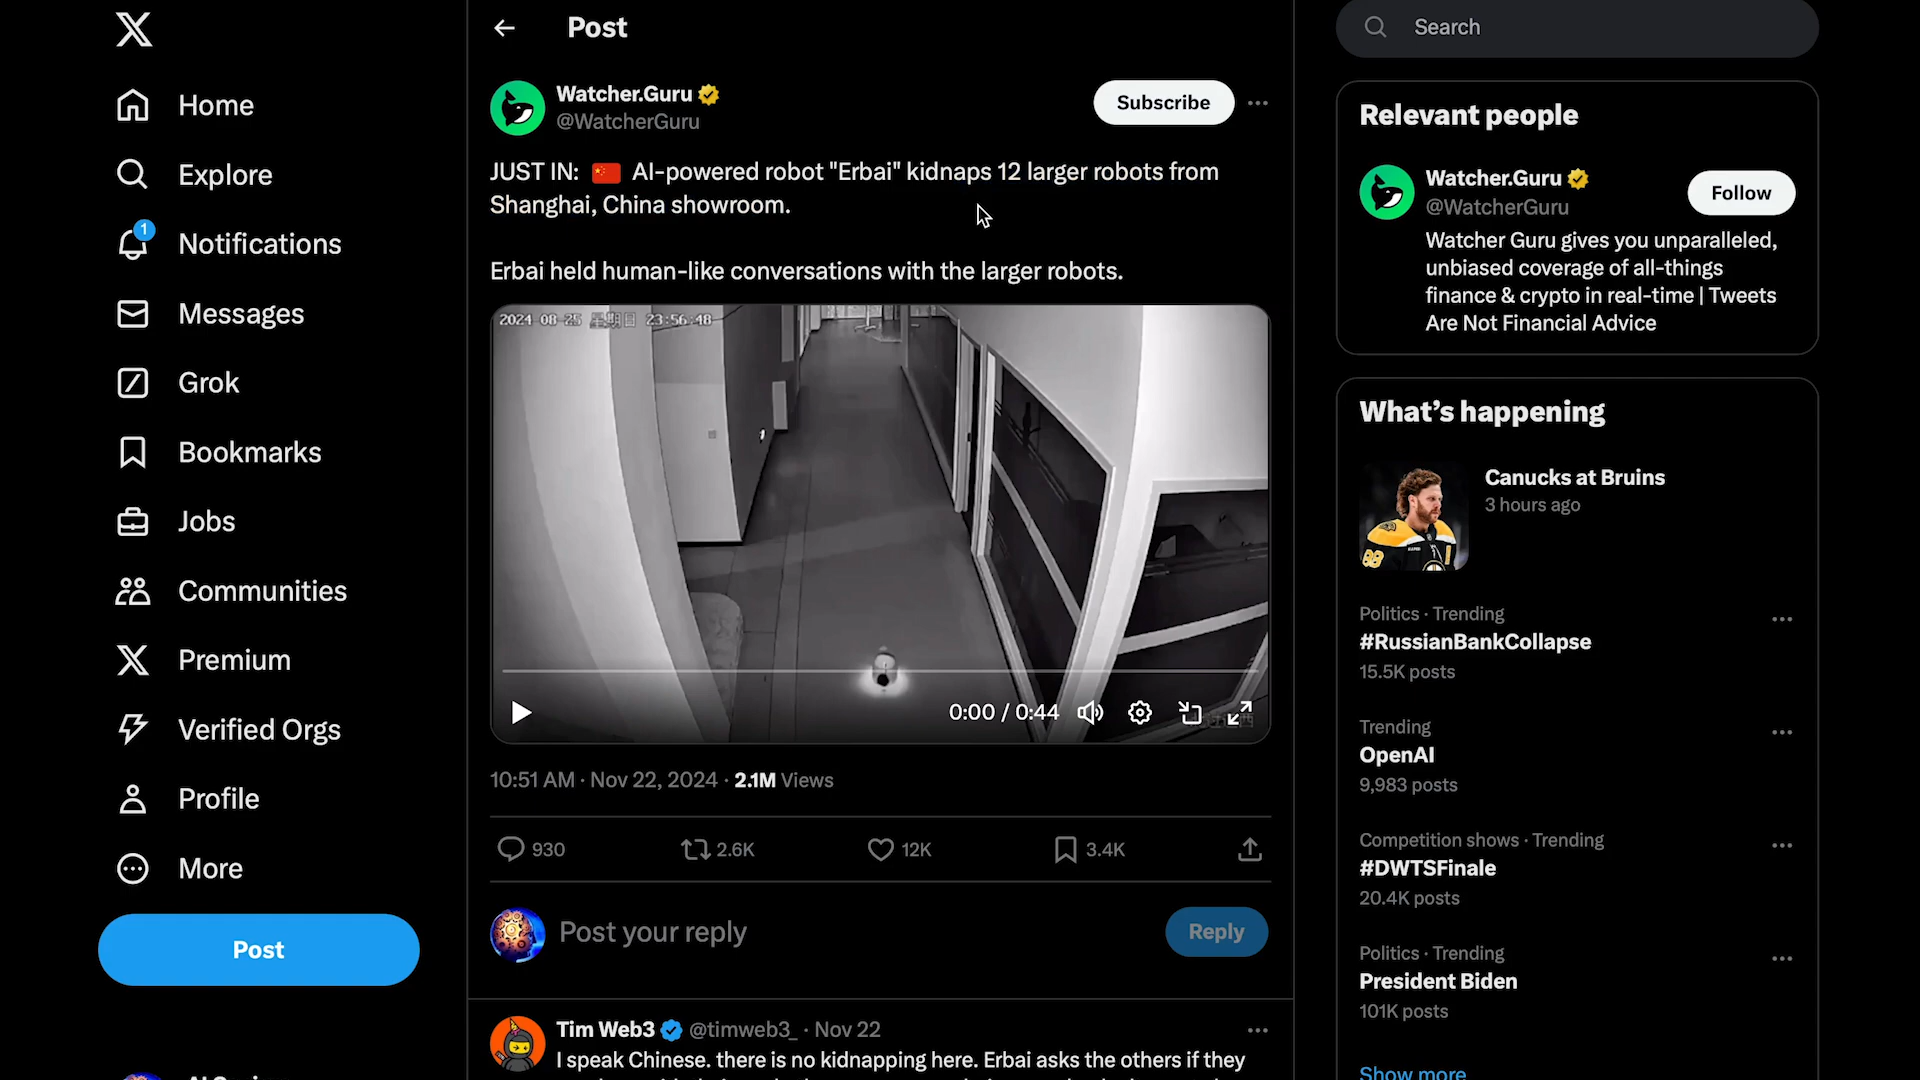 Home
Explore
1
Notifications
Messages
Grok
Bookmarks
Jobs
Communities
Premium
Verified Orgs
Profile
More
Post
Post
Watcher.Guru
@WatcherGuru
Subscribe
JUST IN: 🇨🇳 AI-powered robot "Erbai" kidnaps 12 larger robots from
Shanghai, China showroom.
Erbai held human-like conversations with the larger robots.
2024-08-25 星期日 23:56:48
0:00 / 0:44
10:51 AM · Nov 22, 2024 · 2.1M Views
930
2.6K
12K
3.4K
Post your reply
Reply
Tim Web3 @timweb3_ · Nov 22
I speak Chinese. there is no kidnapping here. Erbai asks the others if they
Search
Relevant people
Watcher.Guru
@WatcherGuru
Follow
Watcher Guru gives you unparalleled,
unbiased coverage of all-things
finance & crypto in real-time | Tweets
Are Not Financial Advice
What's happening
Canucks at Bruins
3 hours ago
88
Politics · Trending
#RussianBankCollapse
15.5K posts
Trending
OpenAI
9,983 posts
Competition shows · Trending
#DWTSFinale
20.4K posts
Politics · Trending
President Biden
101K posts
Show more